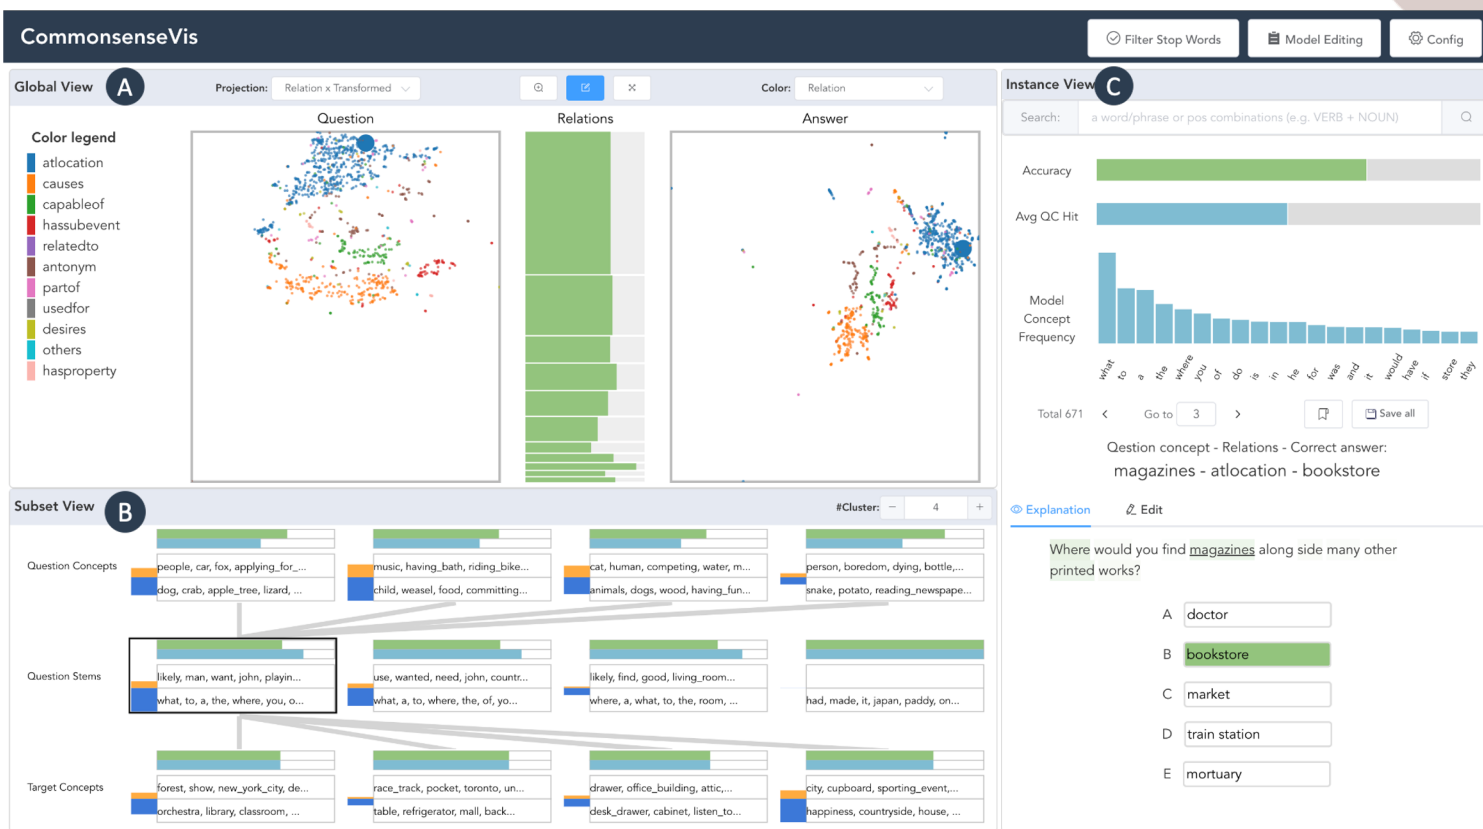 CommonsenseVis
Filter Stop Words
Model Editing
Config
Global View A
Projection: Relation x Transformed
Color: Relation
Question
Relations
Answer
Color legend
atlocation
causes
capableof
hassubevent
relatedto
antonym
partof
usedfor
desires
others
hasproperty
Subset View B
#Cluster: − 4 +
Question Concepts
people, car, fox, applying_for_...
dog, crab, apple_tree, lizard, ...
music, having_bath, riding_bike...
child, weasel, food, committing...
cat, human, competing, water, m...
animals, dogs, wood, having_fun...
person, boredom, dying, bottle,...
snake, potato, reading_newspape...
Question Stems
likely, man, want, john, playin...
what, to, a, the, where, you, o...
use, wanted, need, john, countr...
what, a, to, where, the, of, yo...
likely, find, good, living_room...
where, a, what, to, the, room, ...
had, made, it, japan, paddy, on...
Target Concepts
forest, show, new_york_city, de...
orchestra, library, classroom, ...
race_track, pocket, toronto, un...
table, refrigerator, mall, back...
drawer, office_building, attic,...
desk_drawer, cabinet, listen_to...
city, cupboard, sporting_event,...
happiness, countryside, house, ...
Instance View C
Search: a word/phrase or pos combinations (e.g. VERB + NOUN)
Accuracy
Avg QC Hit
Model
Concept
Frequency
what to a the where you of do is in he for was and it would have if store they
Total 671 < Go to 3 >
Save all
Qestion concept - Relations - Correct answer:
magazines - atlocation - bookstore
Explanation
Edit
Where would you find magazines along side many other
printed works?
A doctor
B bookstore
C market
D train station
E mortuary